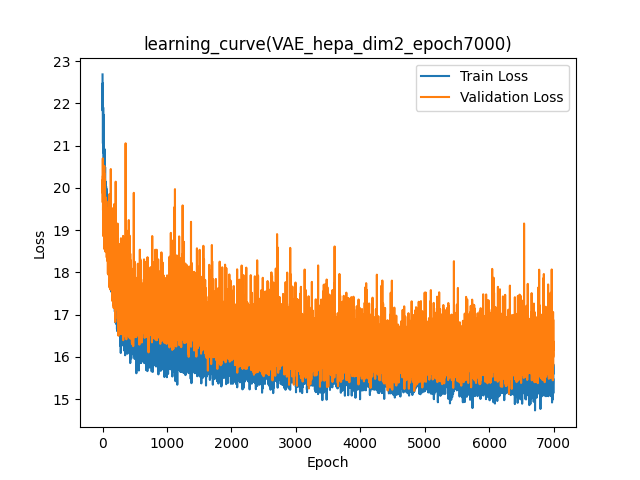 learning_curve(VAE_hepa_dim2_epoch7000)
Train Loss
Validation Loss
23
22
21
20
19
18
17
16
15
Loss
0 1000 2000 3000 4000 5000 6000 7000
Epoch